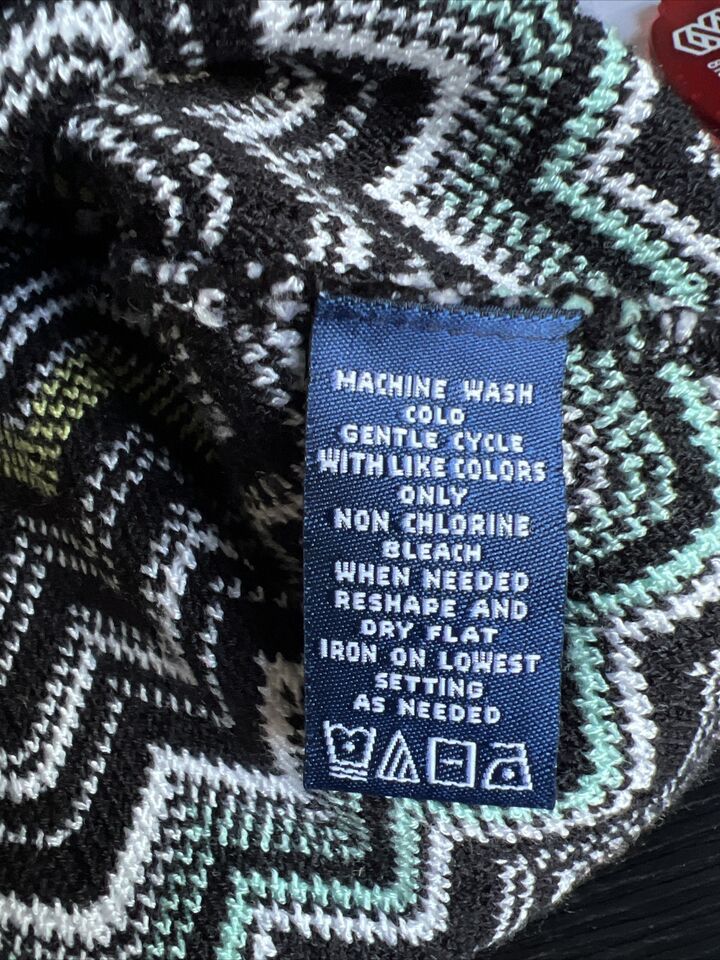 MACHINE WASH
COLD
GENTLE CYCLE
WITH LIKE COLORS
ONLY
NON CHLORINE
BLEACH
WHEN NEEDED
RESHAPE AND
DRY FLAT
IRON ON LOWEST
SETTING
AS NEEDED